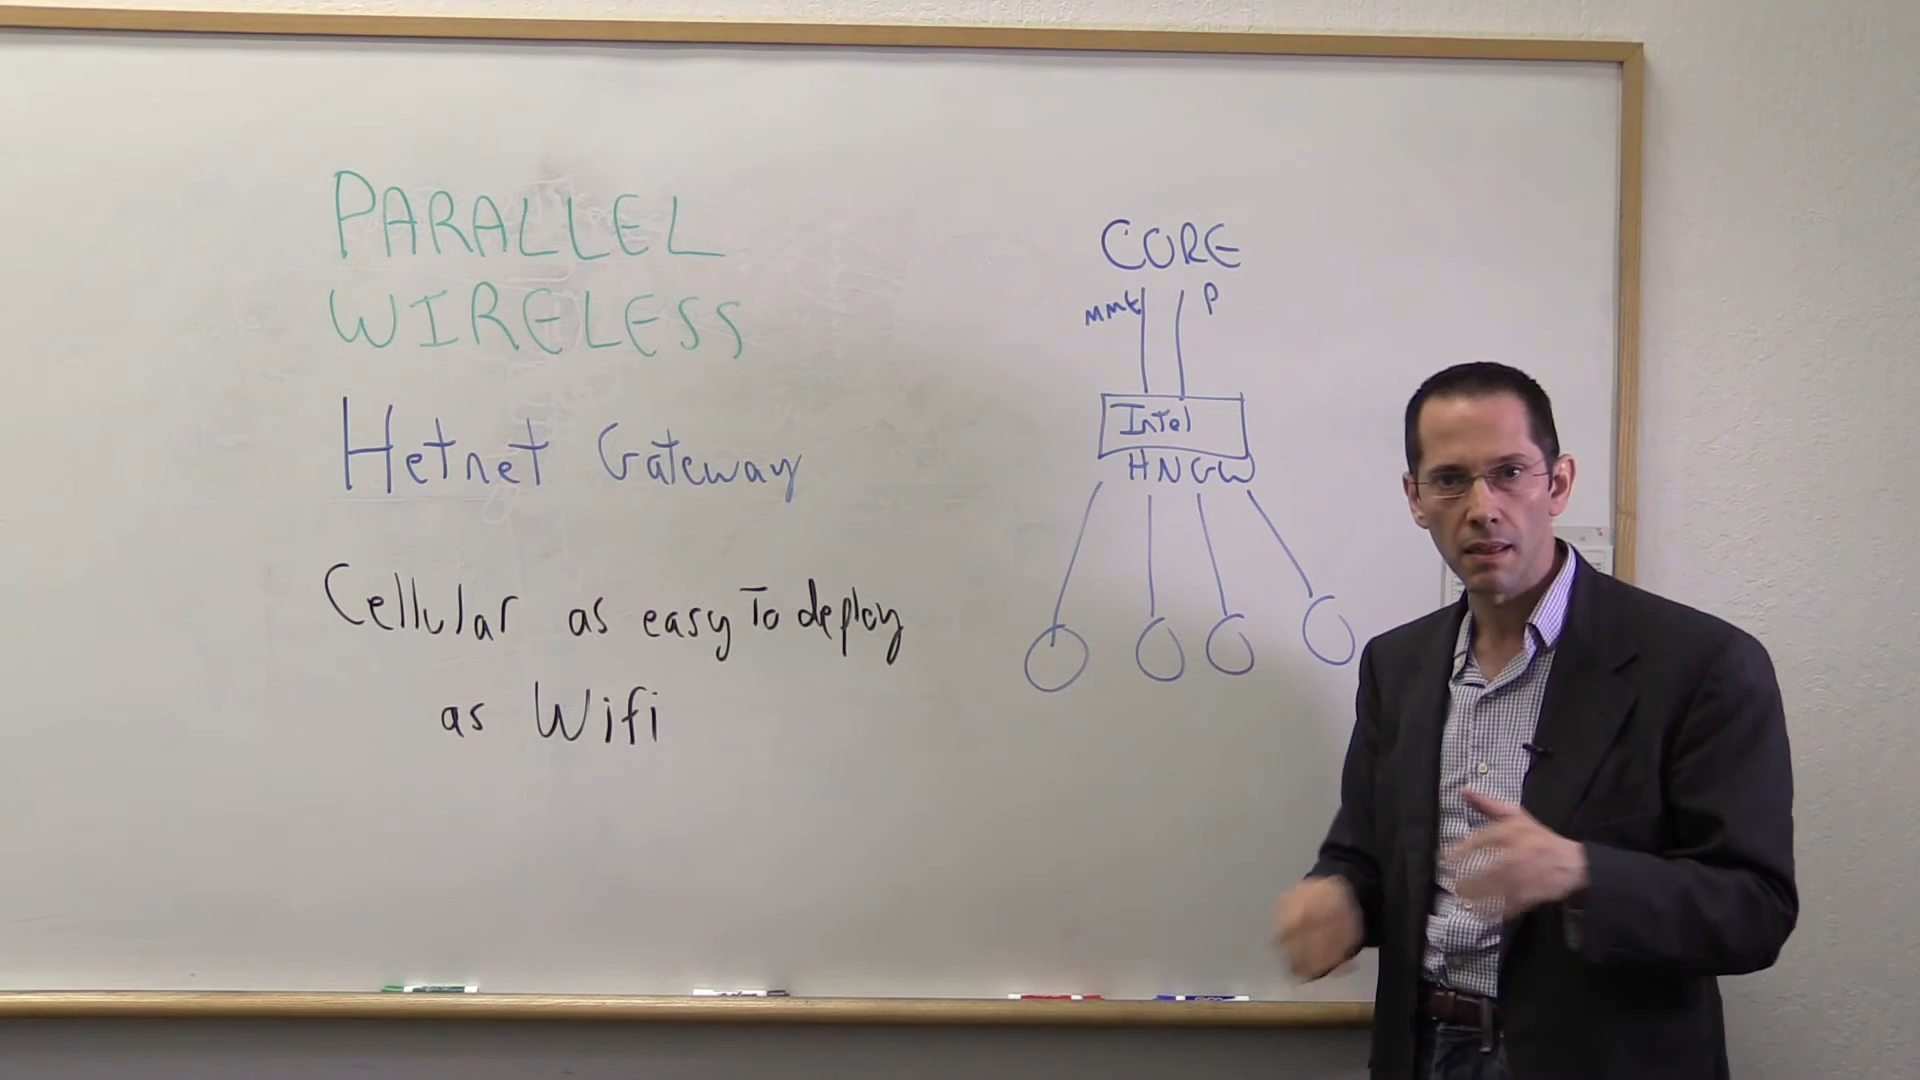 PARALLEL
WIRELESS
Hetnet Gateway
Cellular as easy To deploy
as Wifi
CORE
MME P
Intel
HNGW